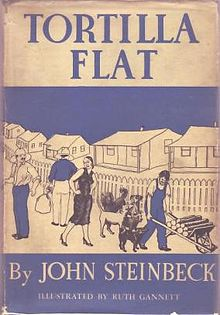 TORTILLA
FLAT
By JOHN STEINBECK
ILLUSTRATED BY RUTH GANNETT